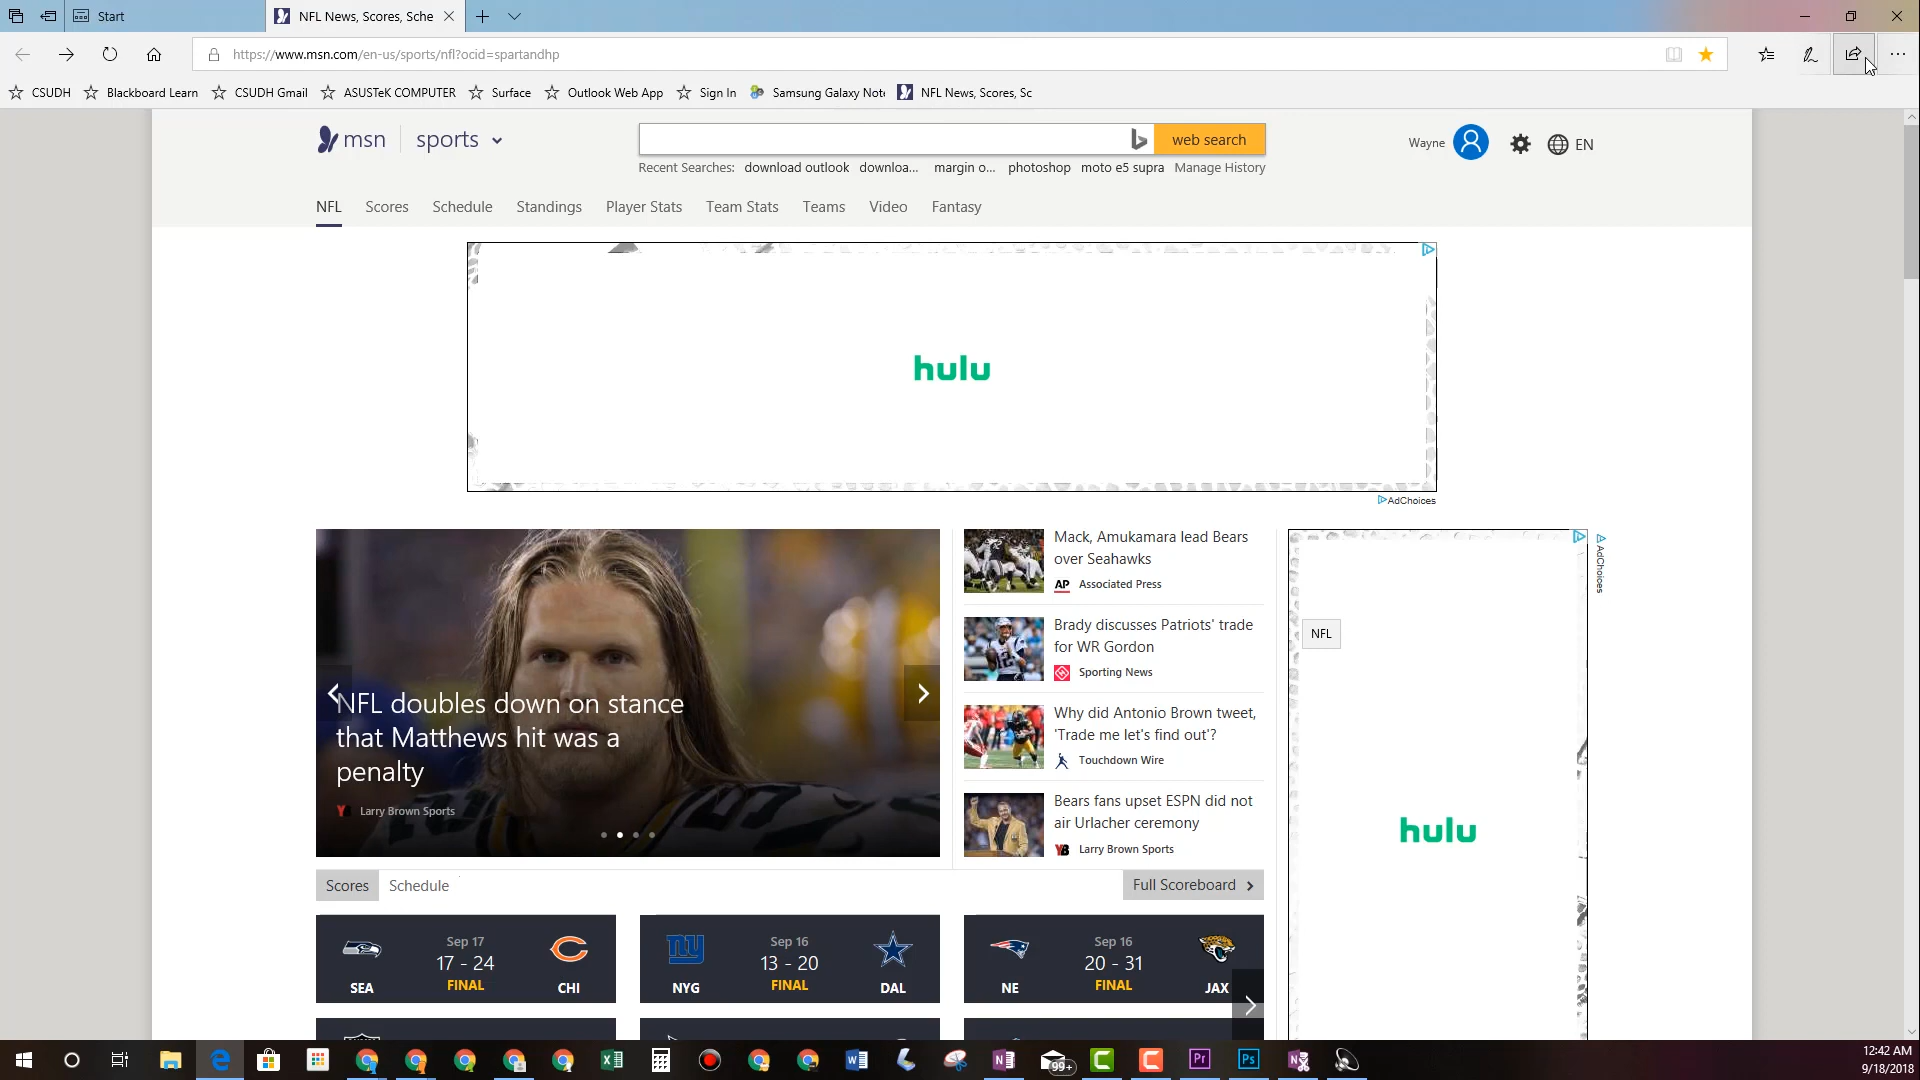 Start
NFL News, Scores, Sche
https://www.msn.com/en-us/sports/nfl?ocid=spartandhp
CSUDH
Blackboard Learn
CSUDH Gmail
ASUSTeK COMPUTER
Surface
Outlook Web App
Sign In
Samsung Galaxy Note
NFL News, Scores, Sc
msn
sports
web search
Wayne
EN
Recent Searches: download outlook downloa... margin o... photoshop moto e5 supra Manage History
NFL
Scores
Schedule
Standings
Player Stats
Team Stats
Teams
Video
Fantasy
hulu
AdChoices
NFL doubles down on stance
that Matthews hit was a
penalty
Larry Brown Sports
Mack, Amukamara lead Bears
over Seahawks
AP Associated Press
Brady discusses Patriots' trade
for WR Gordon
Sporting News
Why did Antonio Brown tweet,
'Trade me let's find out'?
Touchdown Wire
Bears fans upset ESPN did not
air Urlacher ceremony
YB Larry Brown Sports
AdChoices
NFL
hulu
Scores
Schedule
Full Scoreboard
Sep 17
17 - 24
FINAL
SEA
CHI
Sep 16
13 - 20
FINAL
NYG
DAL
Sep 16
20 - 31
FINAL
NE
JAX
99+
12:42 AM
9/18/2018